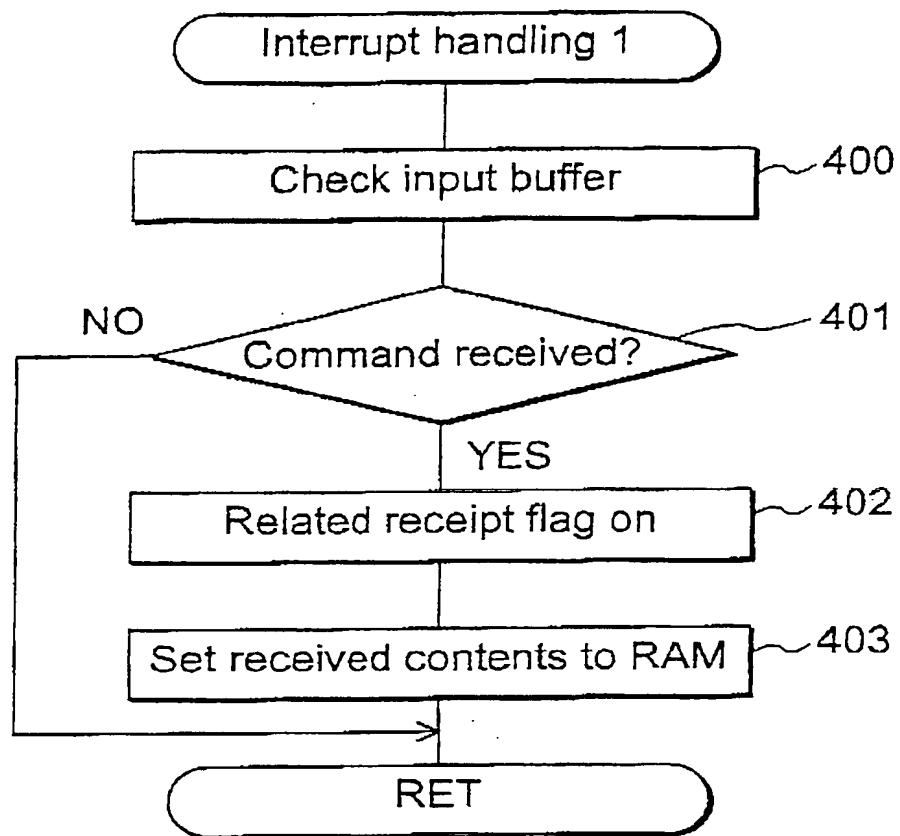 Interrupt handling 1
Check input buffer
400
NO
Command received?
401
YES
Related receipt flag on
402
Set received contents to RAM
403
RET